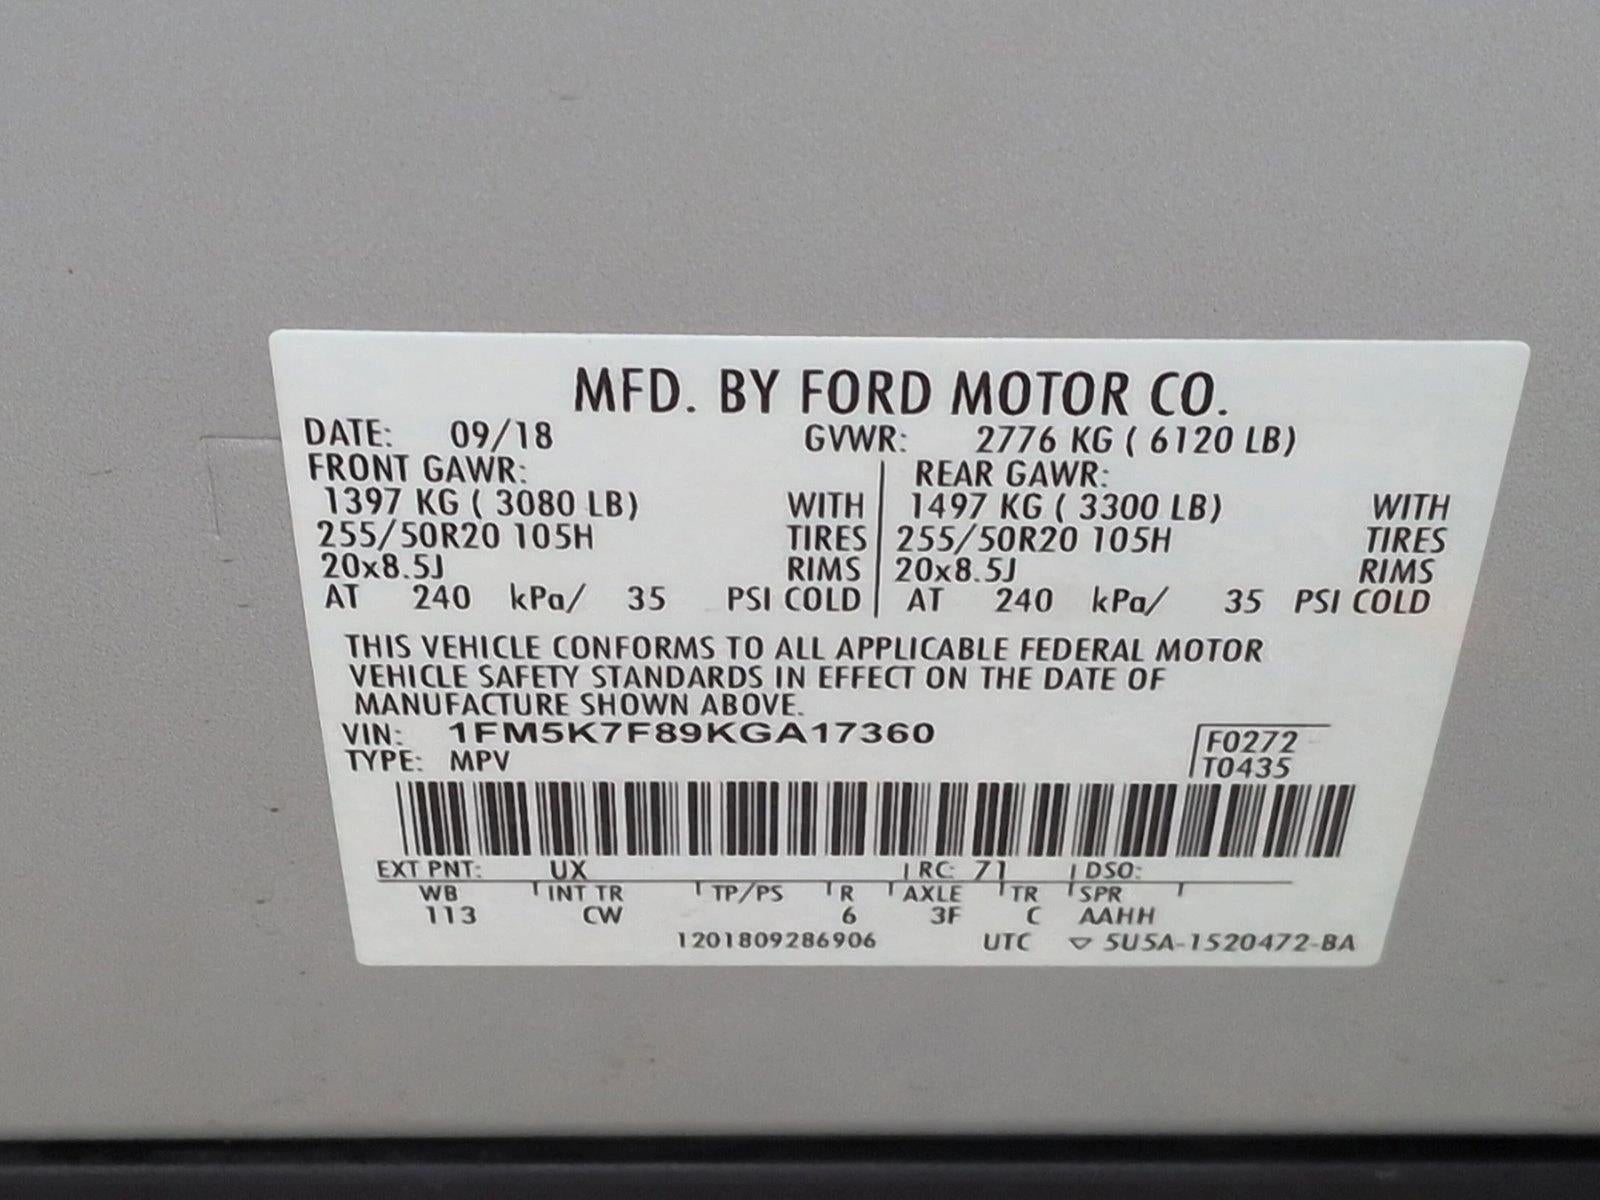 MFD. BY FORD MOTOR CO.
DATE: 09/18 GVWR: 2776 KG ( 6120 LB)
FRONT GAWR: REAR GAWR:
1397 KG ( 3080 LB) WITH 1497 KG ( 3300 LB) WITH
255/50R20 105H TIRES 255/50R20 105H TIRES
20x8.5J RIMS 20x8.5J RIMS
AT 240 kPa/ 35 PSI COLD AT 240 kPa/ 35 PSI COLD
THIS VEHICLE CONFORMS TO ALL APPLICABLE FEDERAL MOTOR
VEHICLE SAFETY STANDARDS IN EFFECT ON THE DATE OF
MANUFACTURE SHOWN ABOVE.
VIN: 1FM5K7F89KGA17360 F0272
TYPE: MPV T0435
EXT PNT: UX RC: 71 DSO:
WB INT TR TP/PS R AXLE TR SPR
113 CW 6 3F C AAHH
1201809286906 UTC ▽ 5U5A-1520472-BA